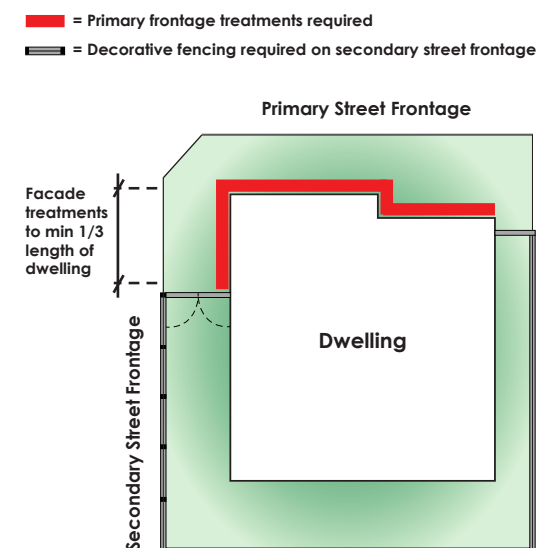 = Primary frontage treatments required
= Decorative fencing required on secondary street frontage
Primary Street Frontage
Facade
treatments
to min 1/3
length of
dwelling
Dwelling
Secondary Street Frontage